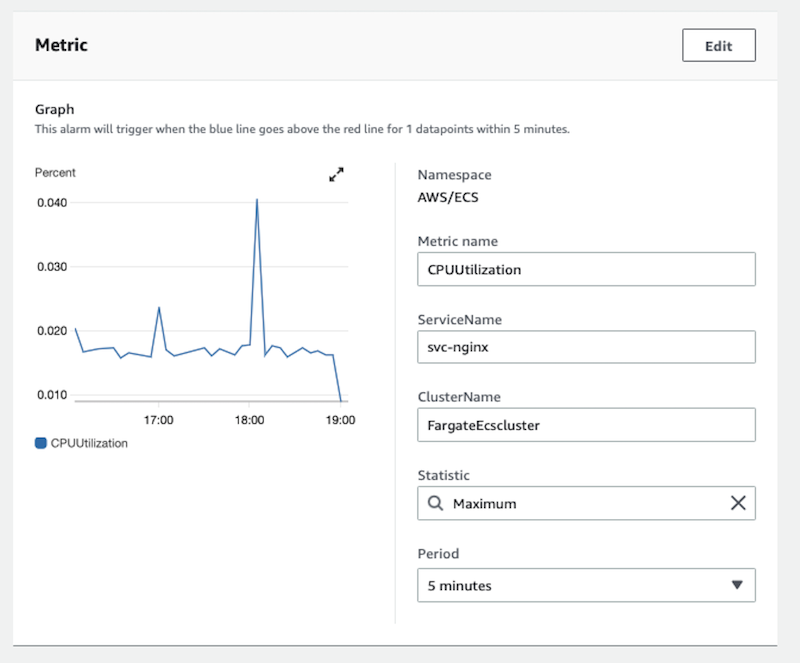 Metric
Edit
Graph
This alarm will trigger when the blue line goes above the red line for 1 datapoints within 5 minutes.
Percent
0.040
0.030
0.020
0.010
17:00 18:00 19:00
CPUUtilization
Namespace
AWS/ECS
Metric name
CPUUtilization
ServiceName
svc-nginx
ClusterName
FargateEcscluster
Statistic
Maximum
Period
5 minutes